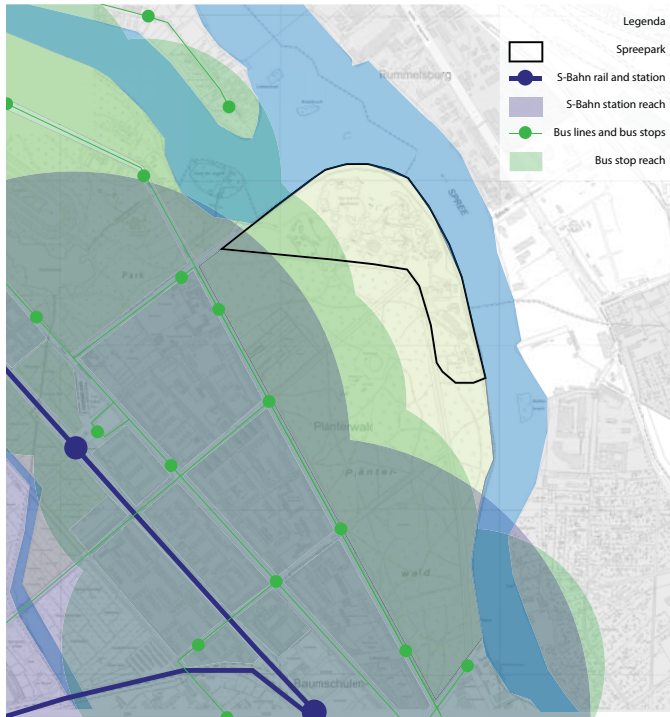 Legenda
Spreepark
S-Bahn rail and station
S-Bahn station reach
Bus lines and bus stops
Bus stop reach
Rummelsburg
SPREE
Park
Plänterwald
Plänter-
wald
Baumschulen